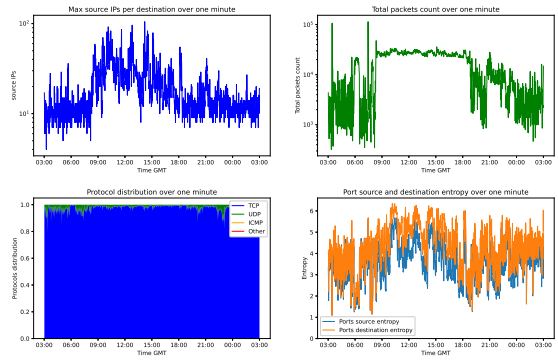 Max source IPs per destination over one minute
10²
10¹
source IPs
03:00 06:00 09:00 12:00 15:00 18:00 21:00 00:00 03:00
Time GMT
Total packets count over one minute
10⁵
10⁴
10³
Total packets count
03:00 06:00 09:00 12:00 15:00 18:00 21:00 00:00 03:00
Time GMT
Protocol distribution over one minute
1.0
0.8
0.6
0.4
0.2
0.0
Protocols distribution
TCP
UDP
ICMP
Other
03:00 06:00 09:00 12:00 15:00 18:00 21:00 00:00 03:00
Time GMT
Port source and destination entropy over one minute
6
5
4
3
2
1
0
Entropy
Ports source entropy
Ports destination entropy
03:00 06:00 09:00 12:00 15:00 18:00 21:00 00:00 03:00
Time GMT